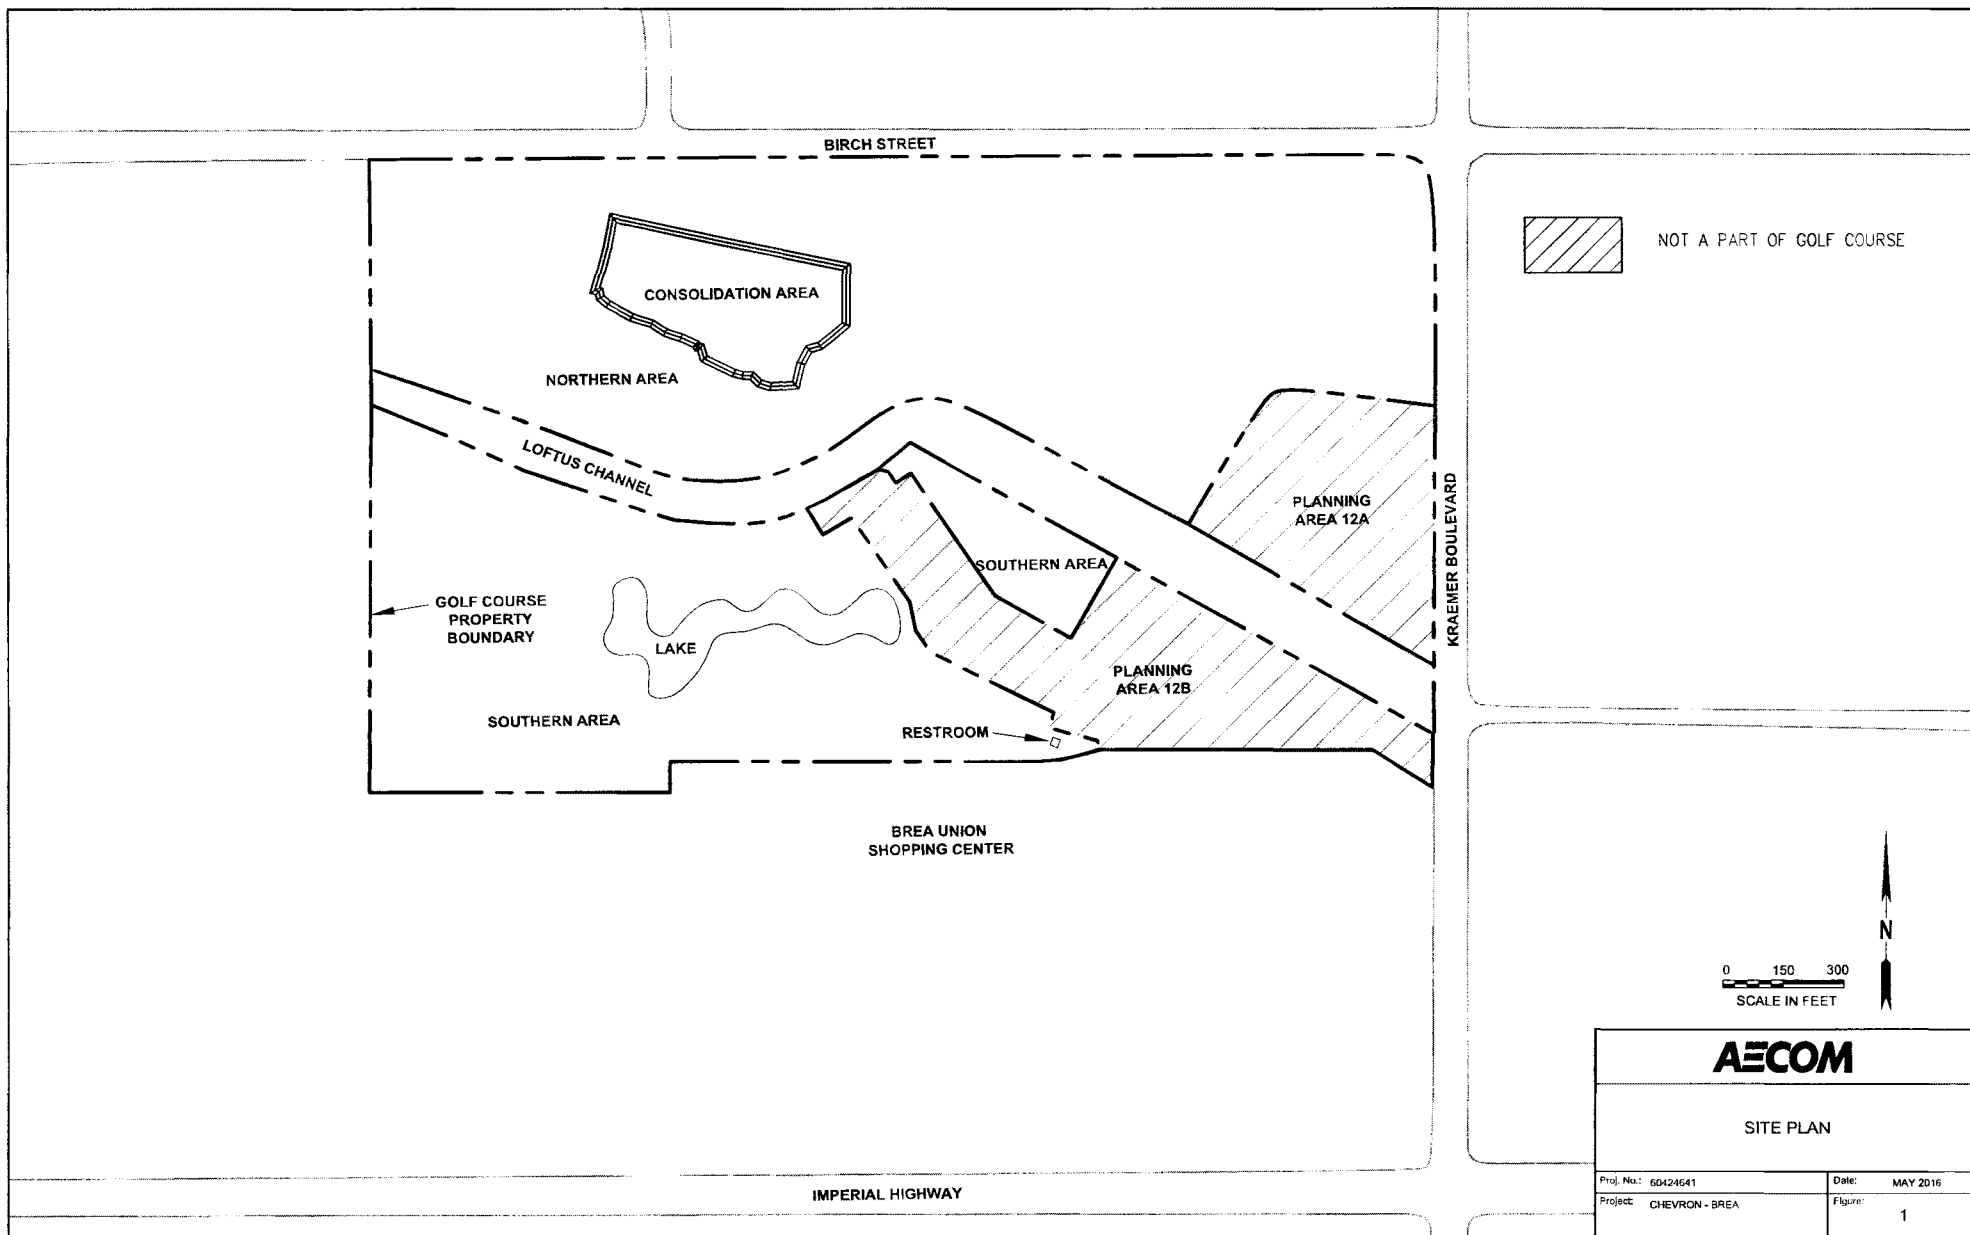 BIRCH STREET
NOT A PART OF GOLF COURSE
CONSOLIDATION AREA
NORTHERN AREA
LOFTUS CHANNEL
PLANNING
AREA 12A
KRAEMER BOULEVARD
SOUTHERN AREA
GOLF COURSE
PROPERTY
BOUNDARY
LAKE
PLANNING
AREA 12B
SOUTHERN AREA
RESTROOM
BREA UNION
SHOPPING CENTER
N
0 150 300
SCALE IN FEET
AECOM
SITE PLAN
Proj. No.: 60424641
Date: MAY 2016
Project: CHEVRON - BREA
Figure:
1
IMPERIAL HIGHWAY